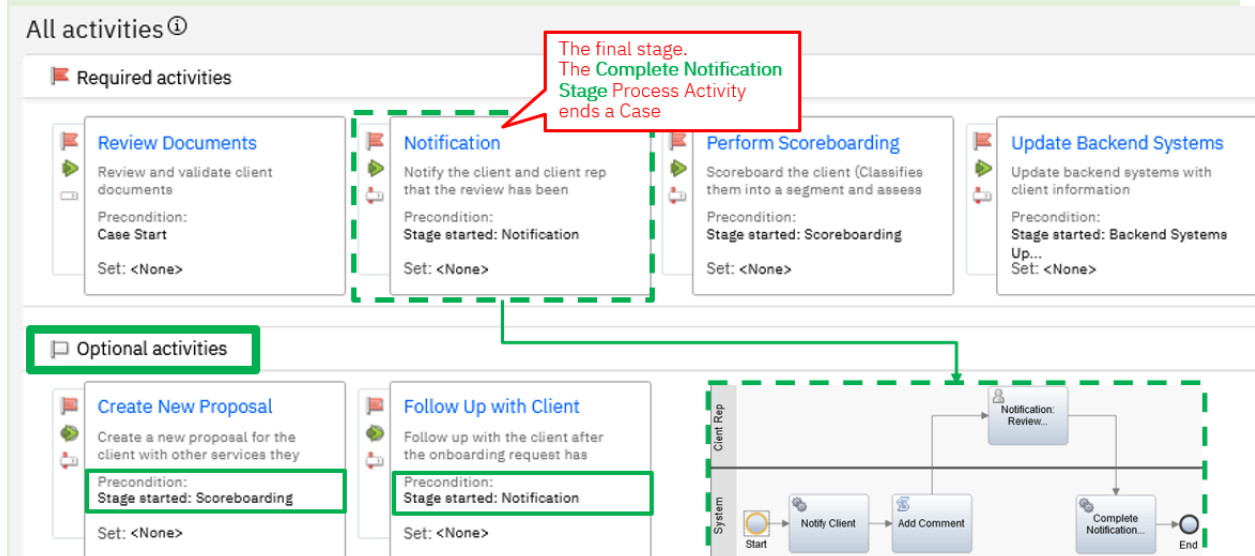 All activities
The final stage.
The Complete Notification
Stage Process Activity
ends a Case
Required activities
Review Documents
Review and validate client
documents
Precondition:
Case Start
Set: <None>
Notification
Notify the client and client rep
that the review has been
Precondition:
Stage started: Notification
Set: <None>
Perform Scoreboarding
Scoreboard the client (Classifies
them into a segment and assess
Precondition:
Stage started: Scoreboarding
Set: <None>
Update Backend Systems
Update backend systems with
client information
Precondition:
Stage started: Backend Systems
Up...
Set: <None>
Optional activities
Create New Proposal
Create a new proposal for the
client with other services they
Precondition:
Stage started: Scoreboarding
Set: <None>
Follow Up with Client
Follow up with the client after
the onboarding request has
Precondition:
Stage started: Notification
Set: <None>
Client Rep
Notification:
Review...
System
Start
Notify Client
Add Comment
Complete
Notification...
End